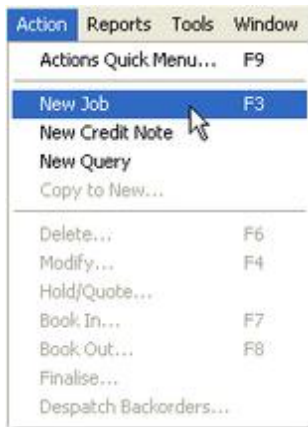 Action Reports Tools Window
Actions Quick Menu... F9
New Job F3
New Credit Note
New Query
Copy to New...
Delete... F6
Modify... F4
Hold/Quote...
Book In... F7
Book Out... F8
Finalise...
Despatch Backorders...